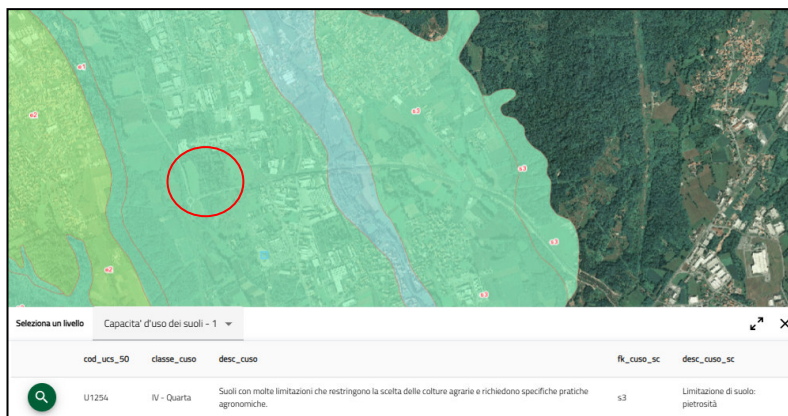 s1
s2
s3
s3
s2
s3
s3
Seleziona un livello Capacita' d'uso dei suoli - 1
cod_ucs_50 classe_cuso desc_cuso fk_cuso_sc desc_cuso_sc
U1254 IV - Quarta Suoli con molte limitazioni che restringono la scelta delle colture agrarie e richiedono specifiche pratiche agronomiche. s3 Limitazione di suolo: pietrosità